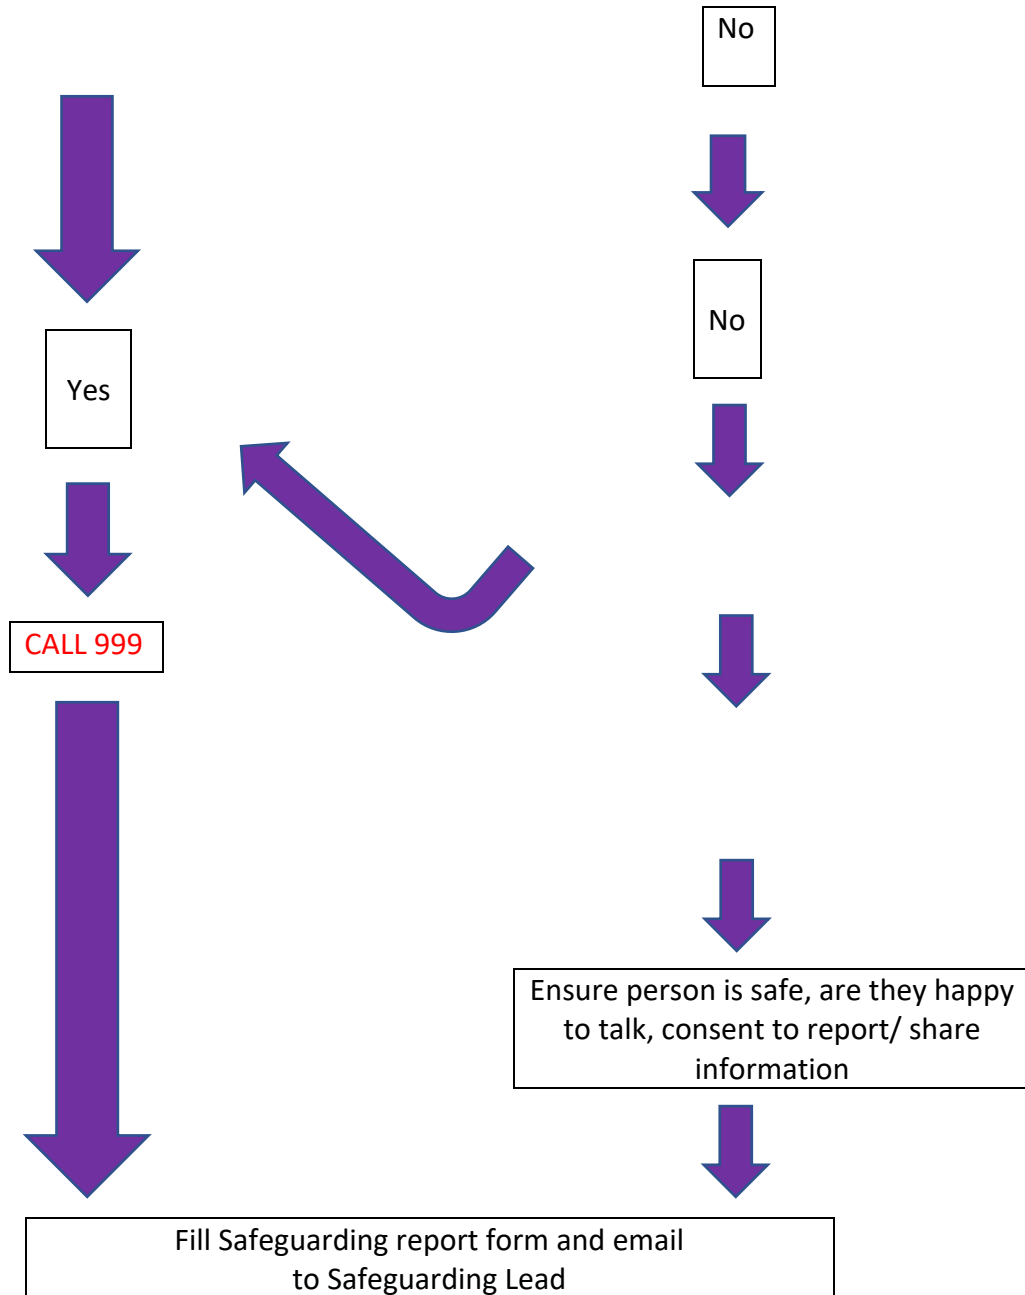 No
No
Yes
CALL 999
Ensure person is safe, are they happy
to talk, consent to report/ share
information
Fill Safeguarding report form and email
to Safeguarding Lead